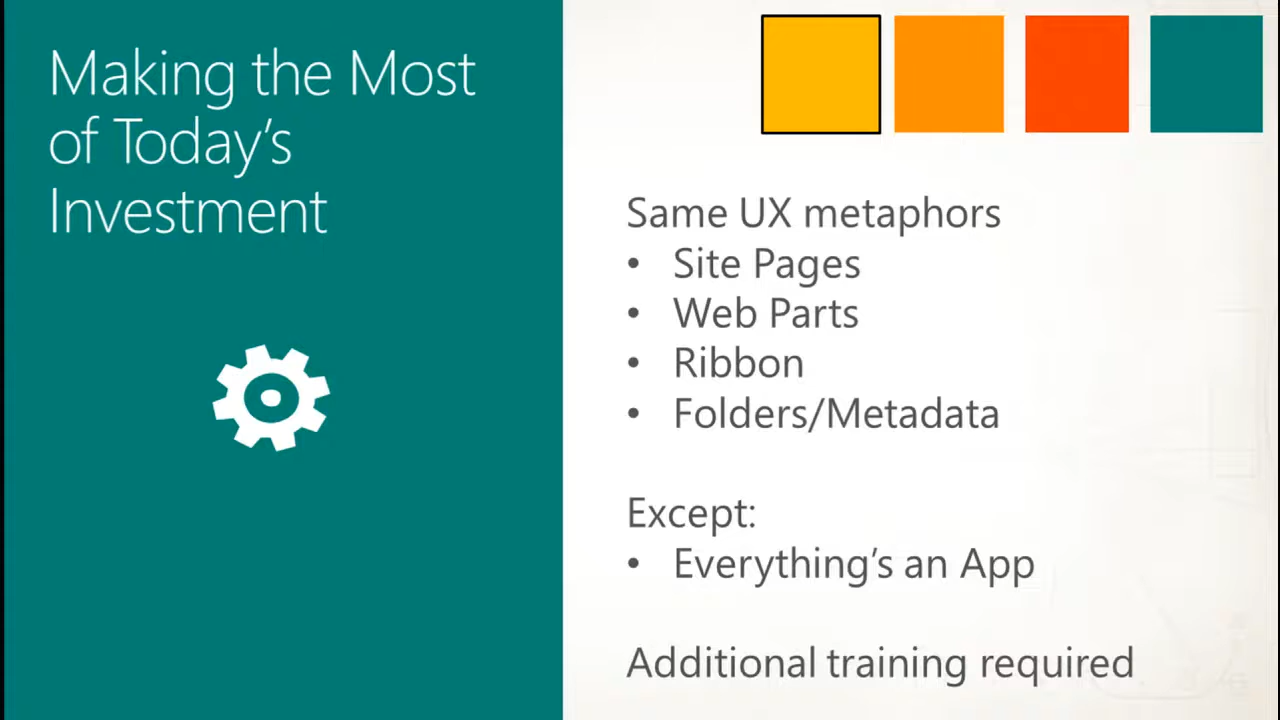 Making the Most
of Today's
Investment
Same UX metaphors
• Site Pages
• Web Parts
• Ribbon
• Folders/Metadata
Except:
• Everything's an App
Additional training required